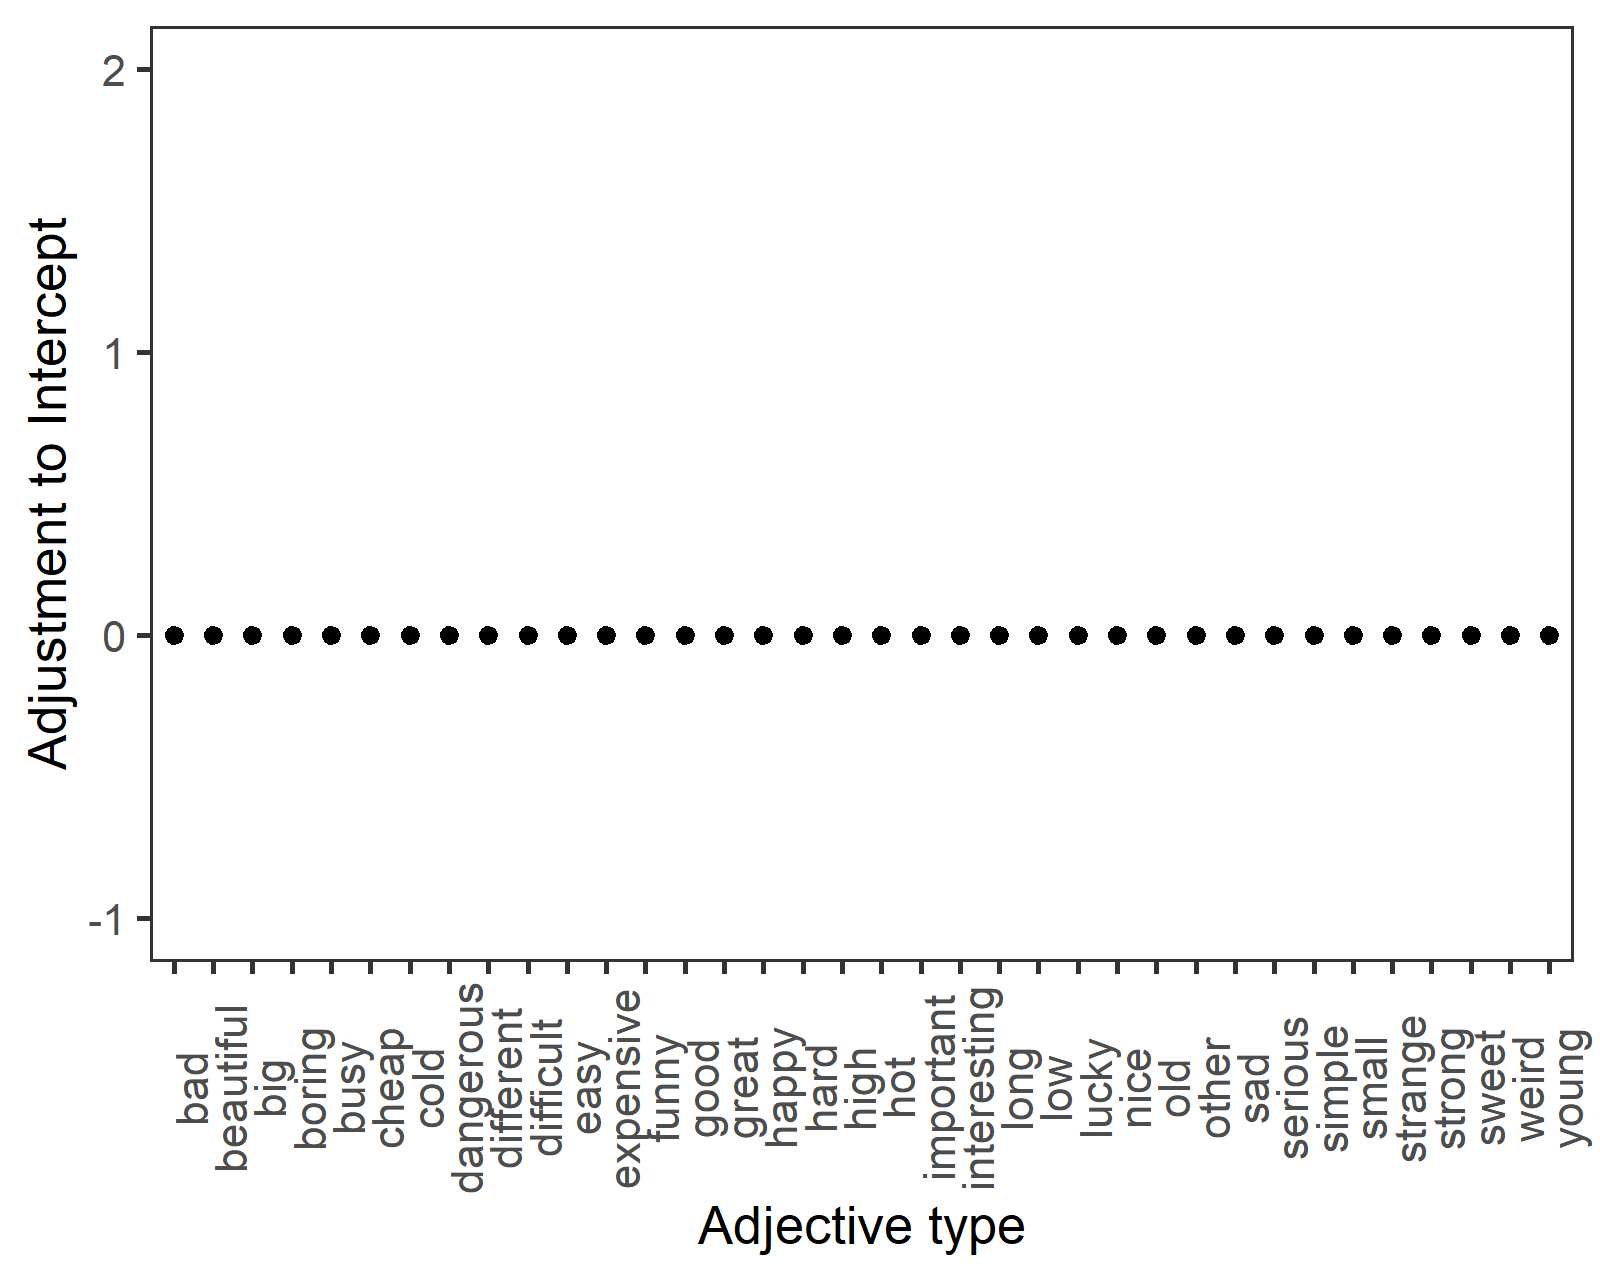 Adjustment to Intercept
2
1
0
-1
bad
beautiful
big
boring
busy
cheap
cold
dangerous
different
difficult
easy
expensive
funny
good
great
happy
hard
high
hot
important
interesting
long
low
lucky
nice
old
other
sad
serious
simple
small
strange
strong
sweet
weird
young
Adjective type